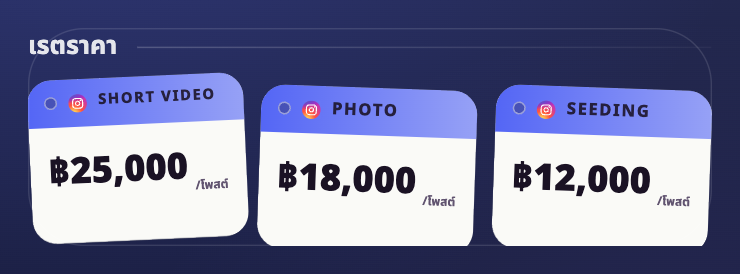 เรตราคา
SHORT VIDEO
฿25,000 /โพสต์
PHOTO
฿18,000 /โพสต์
SEEDING
฿12,000 /โพสต์